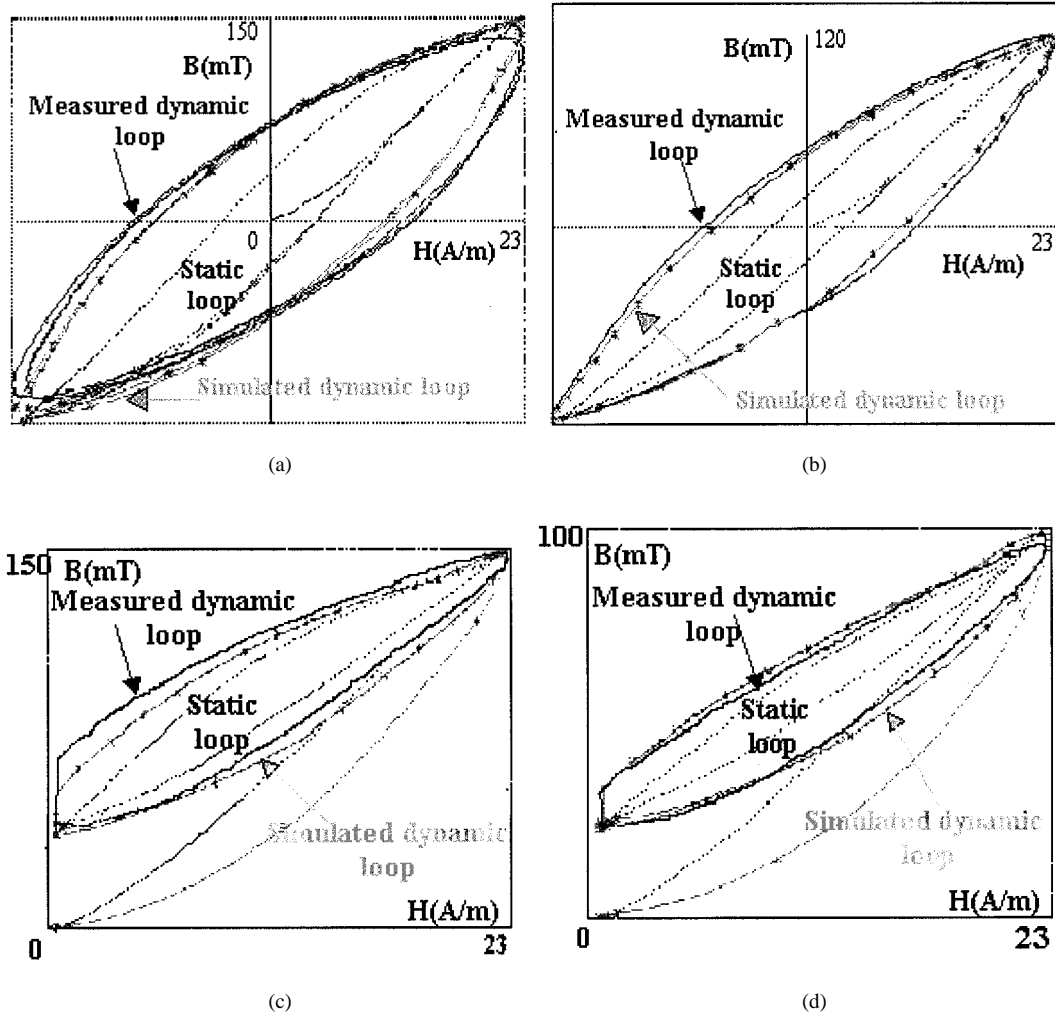 150
B(mT)
Measured dynamic
loop
0
H(A/m)
23
Static
loop
Simulated dynamic loop
(a)
120
B(mT)
Measured dynamic
loop
23
H(A/m)
Static
loop
Simulated dynamic loop
(b)
150
B(mT)
Measured dynamic
loop
Static
loop
Simulated dynamic
loop
H(A/m)
0
23
(c)
100
B(mT)
Measured dynamic
loop
Static
loop
Simulated dynamic
loop
H(A/m)
0
23
(d)